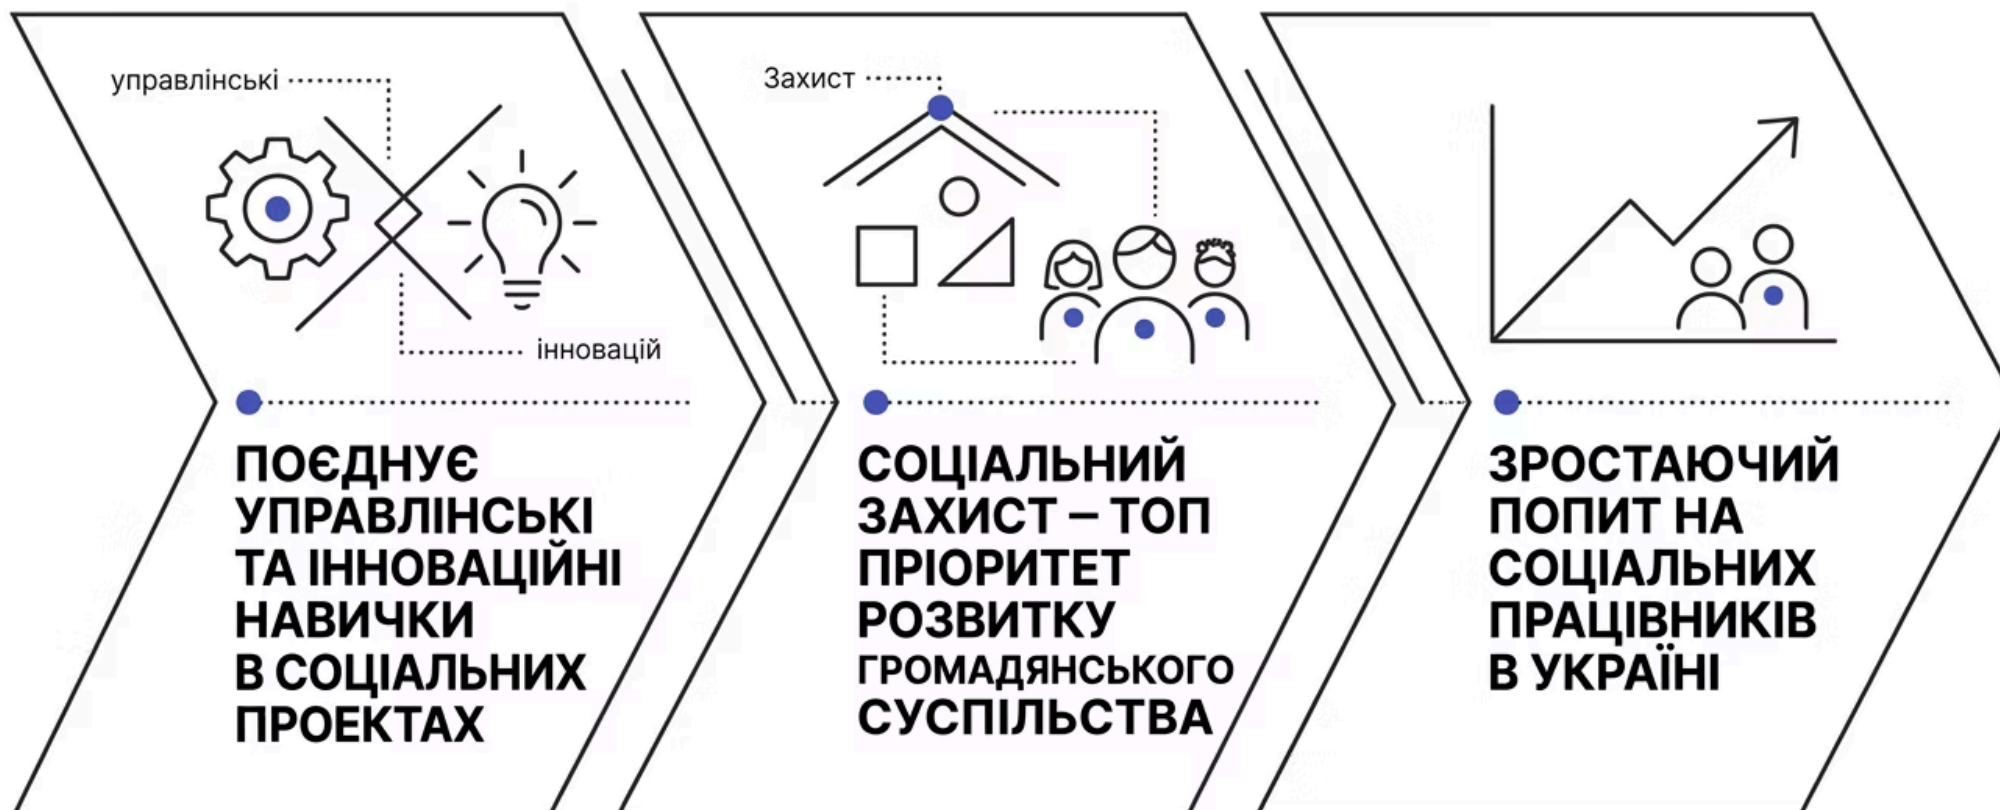 управлінські
інновацій
ПОЄДНУЄ
УПРАВЛІНСЬКІ
ТА ІННОВАЦІЙНІ
НАВИЧКИ
В СОЦІАЛЬНИХ
ПРОЕКТАХ
Захист
СОЦІАЛЬНИЙ
ЗАХИСТ – ТОП
ПРІОРИТЕТ
РОЗВИТКУ
ГРОМАДЯНСЬКОГО
СУСПІЛЬСТВА
ЗРОСТАЮЧИЙ
ПОПИТ НА
СОЦІАЛЬНИХ
ПРАЦІВНИКІВ
В УКРАЇНІ